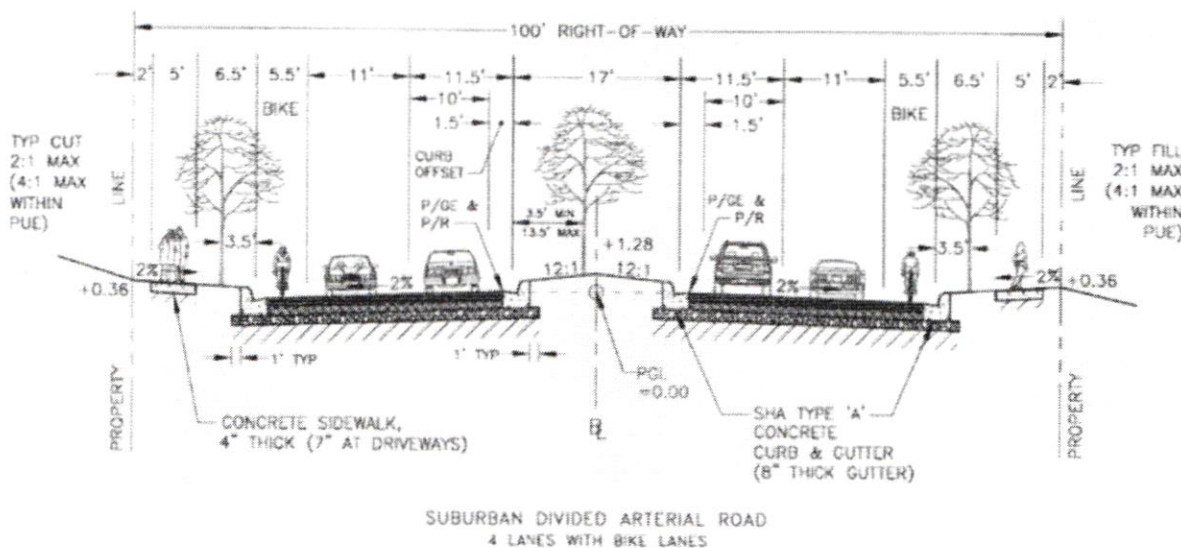 100' RIGHT-OF-WAY
2' 5' 6.5' 5.5' 11' 11.5' 17' 11.5' 11' 5.5' 6.5' 5' 2'
BIKE 10' 10' BIKE
1.5' 1.5'
TYP CUT
2:1 MAX
(4:1 MAX
WITHIN
PUE)
LINE
CURB
OFFSET
P/GE &
P/R
3.5' MIN
13.5' MAX
P/GE &
P/R
LINE
TYP FILL
2:1 MAX
(4:1 MAX
WITHIN
PUE)
3.5' 3.5'
+1.28
12:1 12:1
2% 2% 2% 2%
+0.36 +0.36
1' TYP 1' TYP
PGL
=0.00
PROPERTY
CONCRETE SIDEWALK,
4" THICK (7" AT DRIVEWAYS)
BL
SHA TYPE 'A'
CONCRETE
CURB & GUTTER
(8" THICK GUTTER)
PROPERTY
SUBURBAN DIVIDED ARTERIAL ROAD
4 LANES WITH BIKE LANES